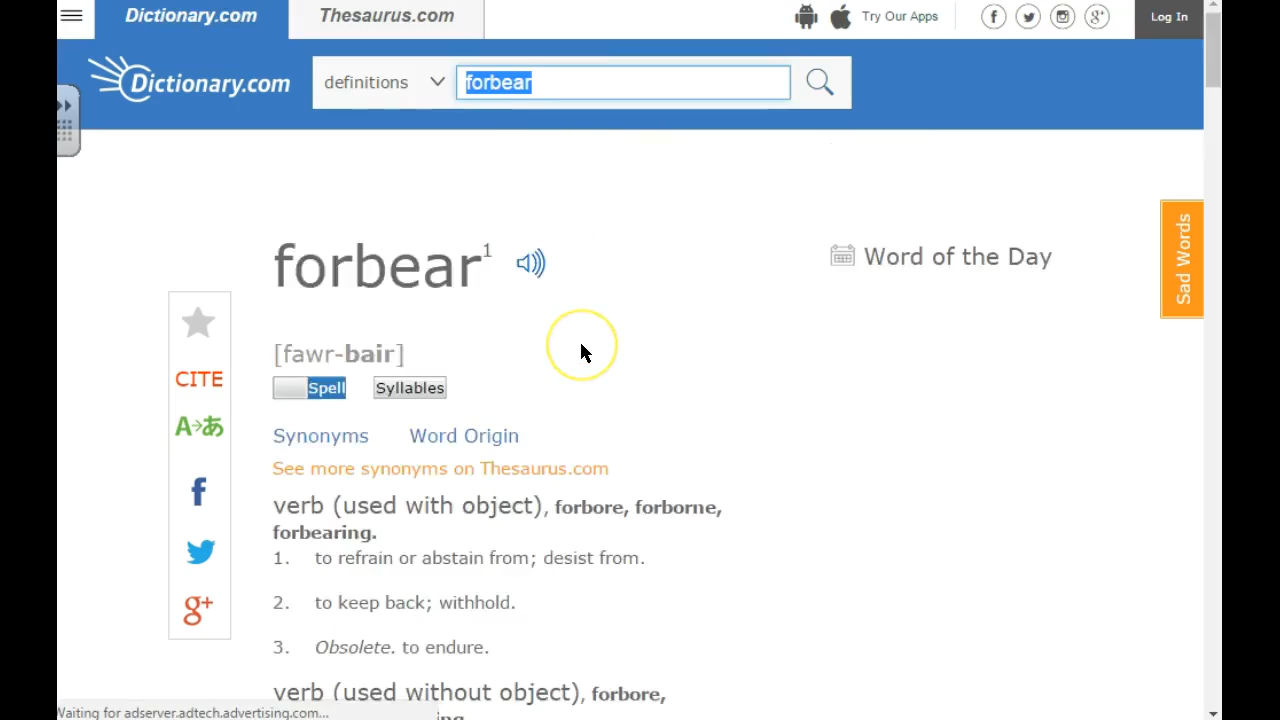 Dictionary.com Thesaurus.com Try Our Apps Log In
Dictionary.com definitions forbear
forbear1
Word of the Day
Sad Words
[fawr-bair]
CITE
Spell Syllables
A→あ
Synonyms Word Origin
See more synonyms on Thesaurus.com
verb (used with object), forbore, forborne,
forbearing.
1. to refrain or abstain from; desist from.
2. to keep back; withhold.
3. Obsolete. to endure.
verb (used without object), forbore,
Waiting for adserver.adtech.advertising.com...